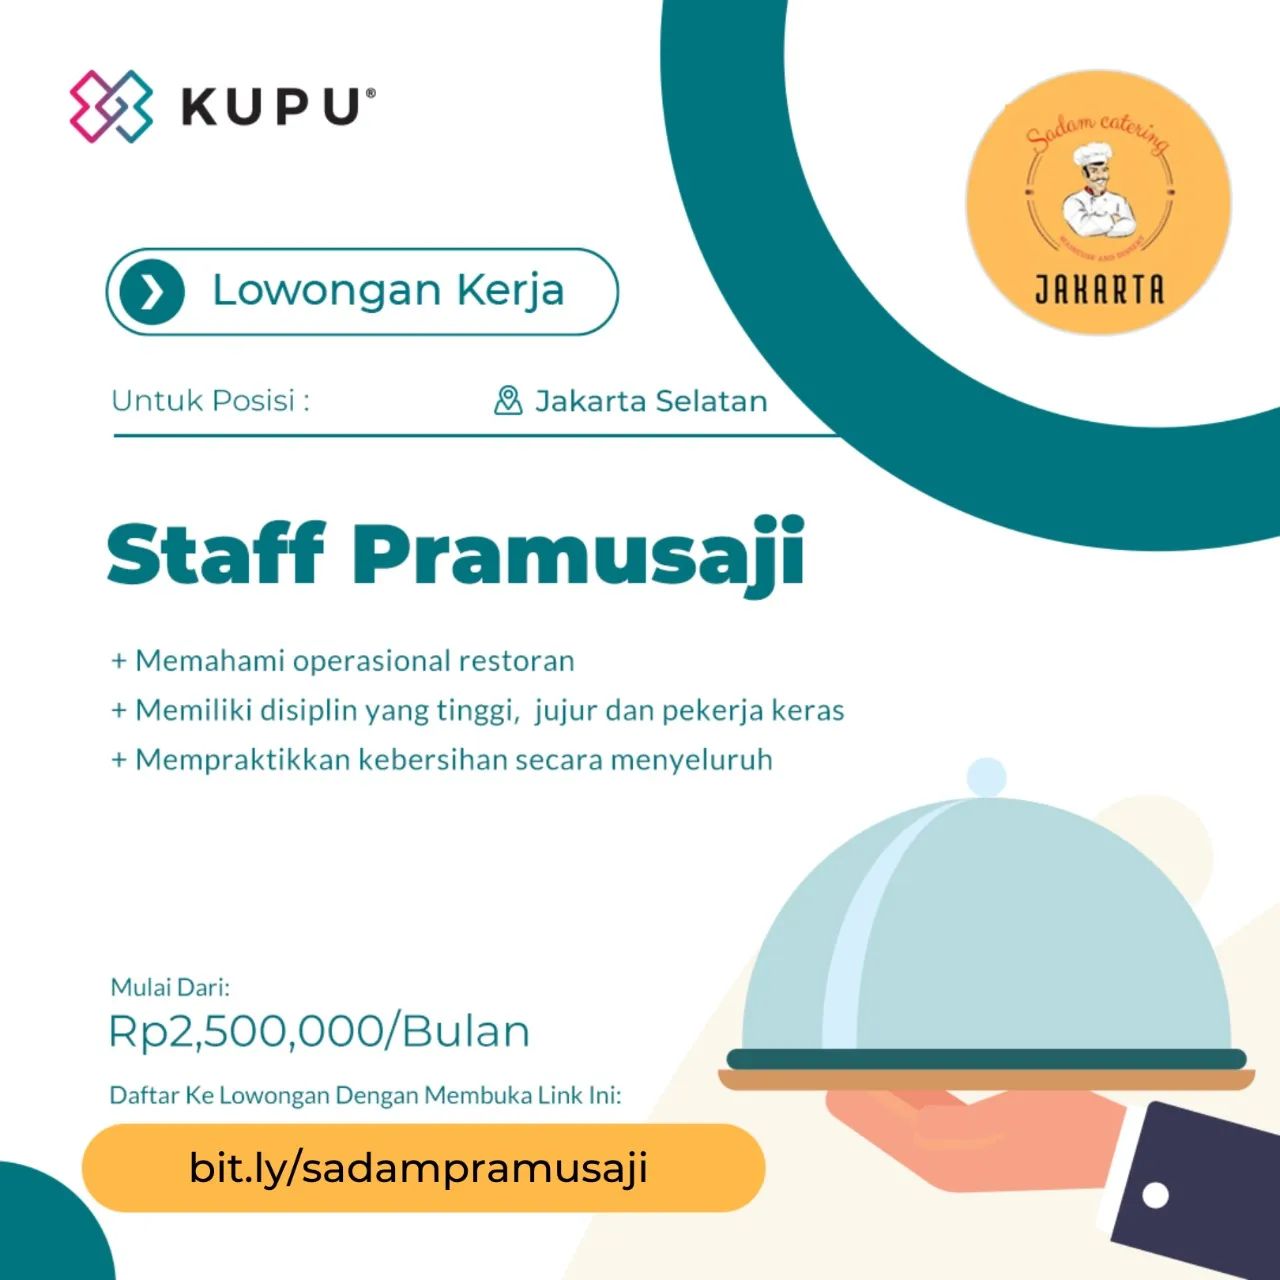 KUPU®
Sadam catering
JAKARTA
Lowongan Kerja
Untuk Posisi :
Jakarta Selatan
Staff Pramusaji
+ Memahami operasional restoran
+ Memiliki disiplin yang tinggi, jujur dan pekerja keras
+ Mempraktikkan kebersihan secara menyeluruh
Mulai Dari:
Rp2,500,000/Bulan
Daftar Ke Lowongan Dengan Membuka Link Ini:
bit.ly/sadampramusaji